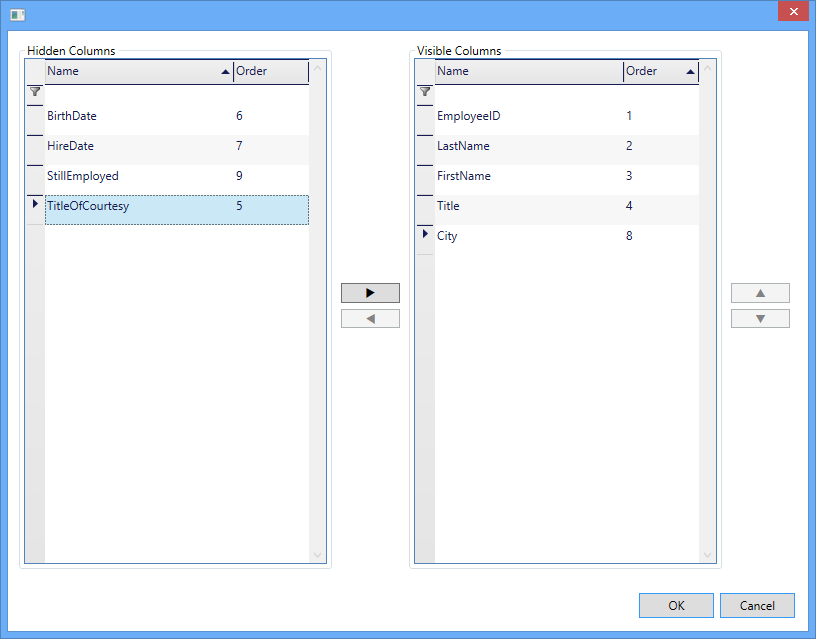 Hidden Columns
Name Order
BirthDate 6
HireDate 7
StillEmployed 9
TitleOfCourtesy 5
Visible Columns
Name Order
EmployeeID 1
LastName 2
FirstName 3
Title 4
City 8
OK Cancel